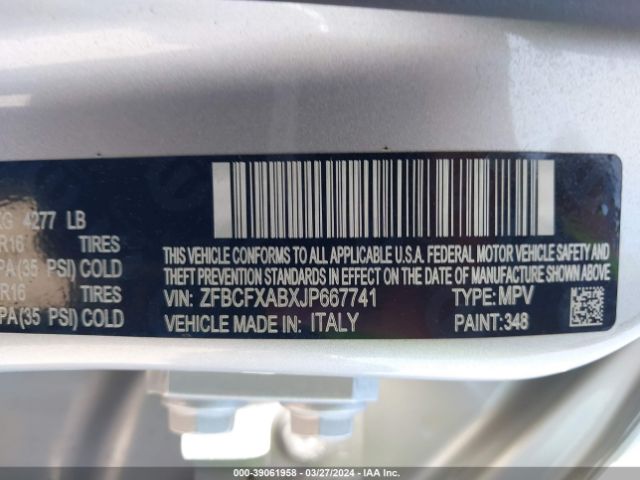 KG 4277 LB
R16 TIRES
PA(35 PSI) COLD
R16 TIRES
PA(35 PSI) COLD
THIS VEHICLE CONFORMS TO ALL APPLICABLE U.S.A. FEDERAL MOTOR VEHICLE SAFETY AND
THEFT PREVENTION STANDARDS IN EFFECT ON THE DATE OF MANUFACTURE SHOWN ABOVE
VIN: ZFBCFXABXJP667741 TYPE: MPV
VEHICLE MADE IN: ITALY PAINT: 348
000-39061958 - 03/27/2024 - IAA Inc.